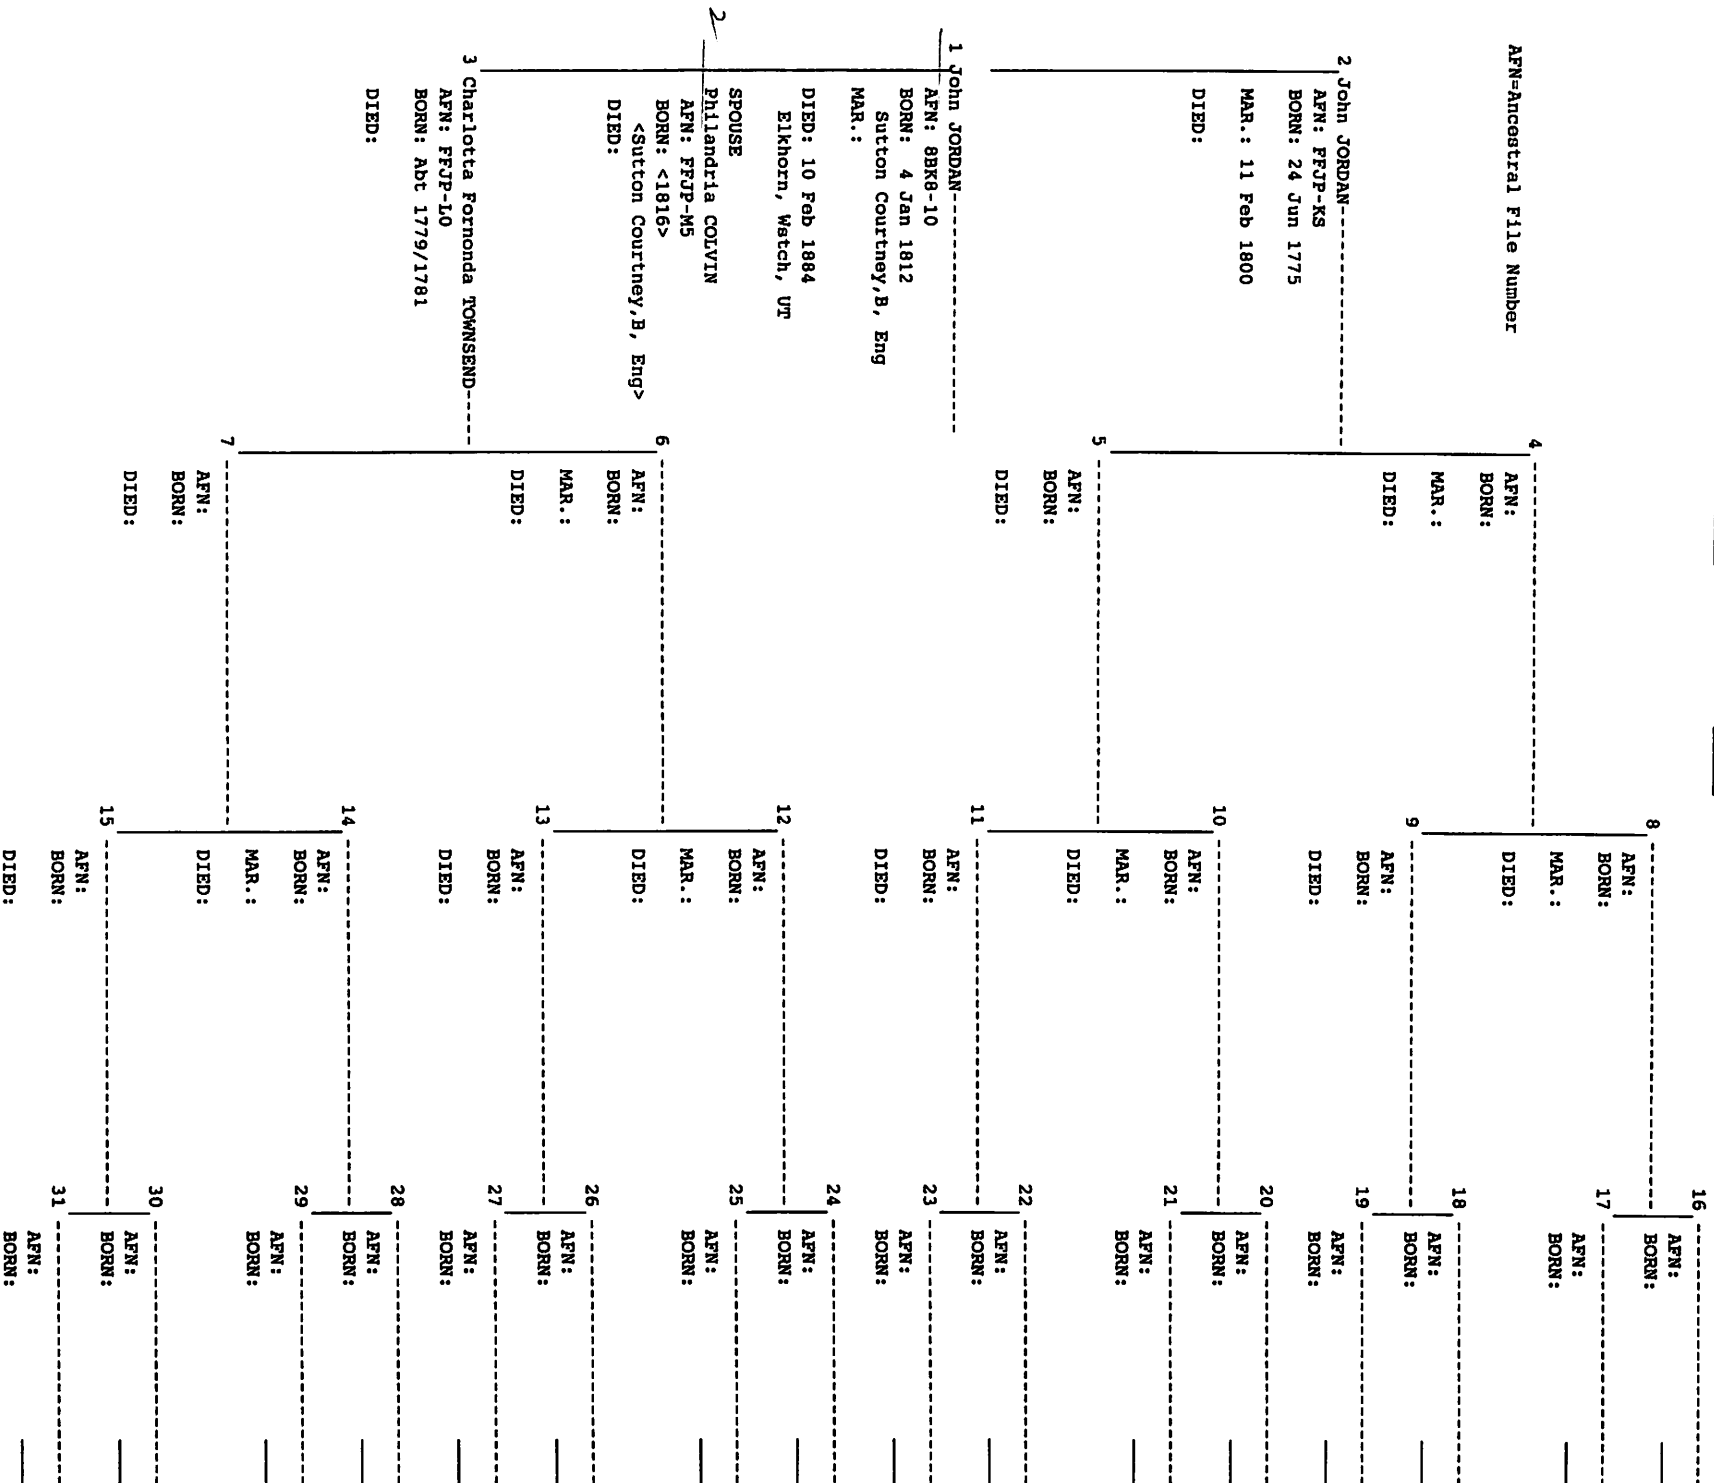 AFN=Ancestral File Number
2 John JORDAN
AFN: FFJP-KS
BORN: 24 Jun 1775
MAR.: 11 Feb 1800
DIED:
1 John JORDAN
AFN: 8BK8-10
BORN: 4 Jan 1812
Sutton Courtney,B, Eng
MAR.:
DIED: 10 Feb 1884
Elkhorn, Wstch, UT
SPOUSE
2
Philandria COLVIN
AFN: FFJP-M5
BORN: <1816>
<Sutton Courtney,B, Eng>
DIED:
3 Charlotta Fornonda TOWNSEND
AFN: FFJP-L0
BORN: Abt 1779/1781
DIED:
4
AFN:
BORN:
MAR.:
DIED:
5
AFN:
BORN:
DIED:
6
AFN:
BORN:
MAR.:
DIED:
7
AFN:
BORN:
DIED:
8
AFN:
BORN:
MAR.:
DIED:
9
AFN:
BORN:
DIED:
10
AFN:
BORN:
MAR.:
DIED:
11
AFN:
BORN:
DIED:
12
AFN:
BORN:
MAR.:
DIED:
13
AFN:
BORN:
DIED:
14
AFN:
BORN:
MAR.:
DIED:
15
AFN:
BORN:
DIED:
16
AFN:
BORN:
17
AFN:
BORN:
18
AFN:
BORN:
19
AFN:
BORN:
20
AFN:
BORN:
21
AFN:
BORN:
22
23
AFN:
BORN:
24
AFN:
BORN:
25
AFN:
BORN:
26
AFN:
BORN:
27
AFN:
BORN:
28
AFN:
BORN:
29
AFN:
BORN:
30
AFN:
BORN:
31
AFN:
BORN: